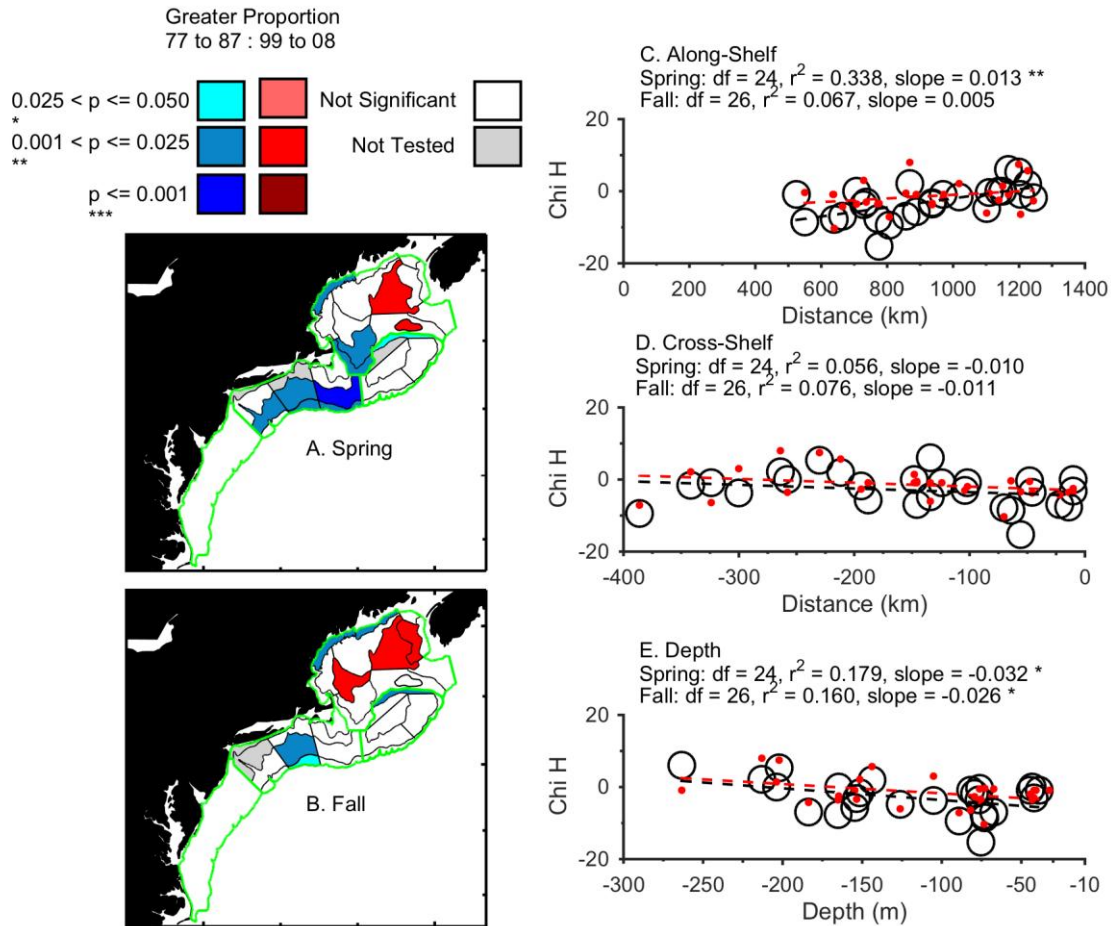 Greater Proportion
77 to 87 : 99 to 08
0.025 < p <= 0.050
*
0.001 < p <= 0.025
**
p <= 0.001
***
Not Significant
Not Tested
A. Spring
B. Fall
C. Along-Shelf
Spring: df = 24, r² = 0.338, slope = 0.013 **
Fall: df = 26, r² = 0.067, slope = 0.005
20
0
-20
Chi H
0 200 400 600 800 1000 1200 1400
Distance (km)
D. Cross-Shelf
Spring: df = 24, r² = 0.056, slope = -0.010
Fall: df = 26, r² = 0.076, slope = -0.011
20
0
-20
Chi H
-400 -300 -200 -100 0
Distance (km)
E. Depth
Spring: df = 24, r² = 0.179, slope = -0.032 *
Fall: df = 26, r² = 0.160, slope = -0.026 *
20
0
-20
Chi H
-300 -250 -200 -150 -100 -50 -10
Depth (m)